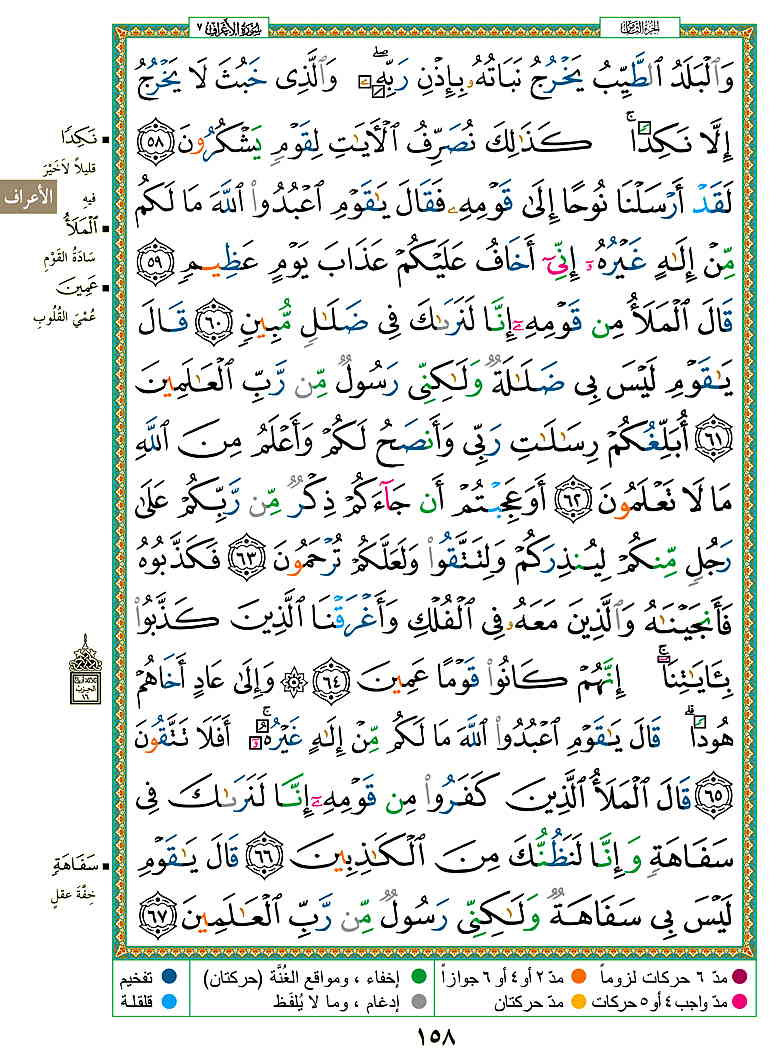 سُورَةُ الأَعْرَافِ ٧
الجزء الثامن
وَٱلْبَلَدُ ٱلطَّيِّبُ يَخْرُجُ نَبَاتُهُۥ بِإِذْنِ رَبِّهِۦ ۖ وَٱلَّذِى خَبُثَ لَا يَخْرُجُ
إِلَّا نَكِدًا ۚ كَذَٰلِكَ نُصَرِّفُ ٱلْأَيَٰتِ لِقَوْمٍ يَشْكُرُونَ ٥٨
لَقَدْ أَرْسَلْنَا نُوحًا إِلَىٰ قَوْمِهِۦ فَقَالَ يَٰقَوْمِ ٱعْبُدُوا۟ ٱللَّهَ مَا لَكُم
مِّنْ إِلَٰهٍ غَيْرُهُۥٓ إِنِّىٓ أَخَافُ عَلَيْكُمْ عَذَابَ يَوْمٍ عَظِيمٍ ٥٩
قَالَ ٱلْمَلَأُ مِن قَوْمِهِۦٓ إِنَّا لَنَرَىٰكَ فِى ضَلَٰلٍ مُّبِينٍ ٦٠ قَالَ
يَٰقَوْمِ لَيْسَ بِى ضَلَٰلَةٌ وَلَٰكِنِّى رَسُولٌ مِّن رَّبِّ ٱلْعَٰلَمِينَ
٦١ أُبَلِّغُكُمْ رِسَٰلَٰتِ رَبِّى وَأَنصَحُ لَكُمْ وَأَعْلَمُ مِنَ ٱللَّهِ
مَا لَا تَعْلَمُونَ ٦٢ أَوَعَجِبْتُمْ أَن جَآءَكُمْ ذِكْرٌ مِّن رَّبِّكُمْ عَلَىٰ
رَجُلٍ مِّنكُمْ لِيُنذِرَكُمْ وَلِتَتَّقُوا۟ وَلَعَلَّكُمْ تُرْحَمُونَ ٦٣ فَكَذَّبُوهُ
فَأَنجَيْنَٰهُ وَٱلَّذِينَ مَعَهُۥ فِى ٱلْفُلْكِ وَأَغْرَقْنَا ٱلَّذِينَ كَذَّبُوا۟
بِـَٔايَٰتِنَآ ۚ إِنَّهُمْ كَانُوا۟ قَوْمًا عَمِينَ ٦٤ ۞ وَإِلَىٰ عَادٍ أَخَاهُمْ
هُودًا ۗ قَالَ يَٰقَوْمِ ٱعْبُدُوا۟ ٱللَّهَ مَا لَكُم مِّنْ إِلَٰهٍ غَيْرُهُۥٓ ۚ أَفَلَا تَتَّقُونَ
٦٥ قَالَ ٱلْمَلَأُ ٱلَّذِينَ كَفَرُوا۟ مِن قَوْمِهِۦٓ إِنَّا لَنَرَىٰكَ فِى
سَفَاهَةٍ وَإِنَّا لَنَظُنُّكَ مِنَ ٱلْكَٰذِبِينَ ٦٦ قَالَ يَٰقَوْمِ
لَيْسَ بِى سَفَاهَةٌ وَلَٰكِنِّى رَسُولٌ مِّن رَّبِّ ٱلْعَٰلَمِينَ ٦٧
نَكِدًا
قليلاً لاَخَيْرَ
فيهِ
الأعراف
ٱلْمَلَأُ
سَادَةُ القَوْمِ
عَمِينَ
عُمْيَ القُلُوبِ
الحزب
١٦
سَفَاهَةٍ
خِفَّةَ عقلٍ
مدّ ٦ حركات لزوماً
مدّ ٢ أو ٤ أو ٦ جوازاً
إخفاء ، ومواقع الغُنَّة (حركتان)
تفخيم
مدّ واجب ٤ أو ٥ حركات
مدّ حركتان
إدغام ، وما لا يُلفَظ
قلقلة
١٥٨